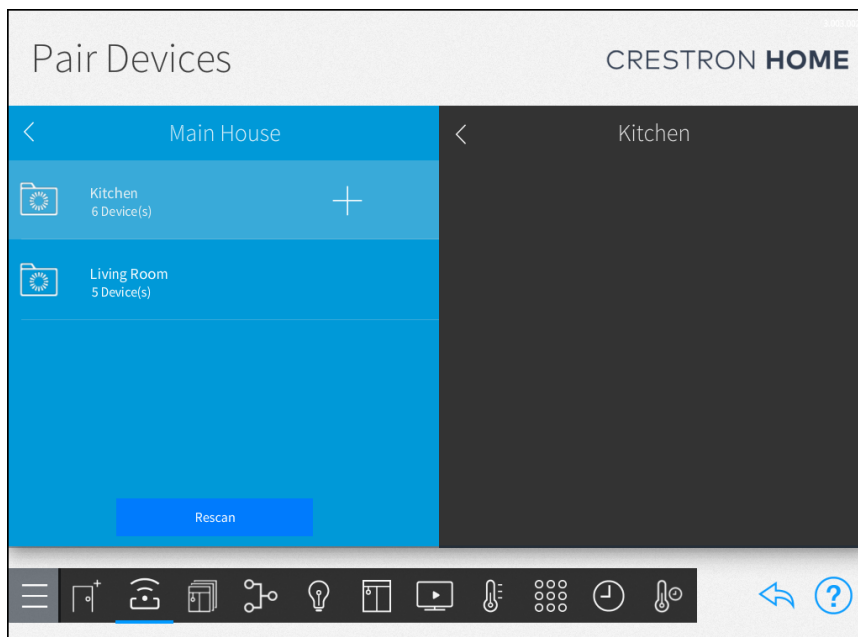 Pair Devices
CRESTRON HOME
Main House
Kitchen
Kitchen
6 Device(s)
Living Room
5 Device(s)
Rescan
?